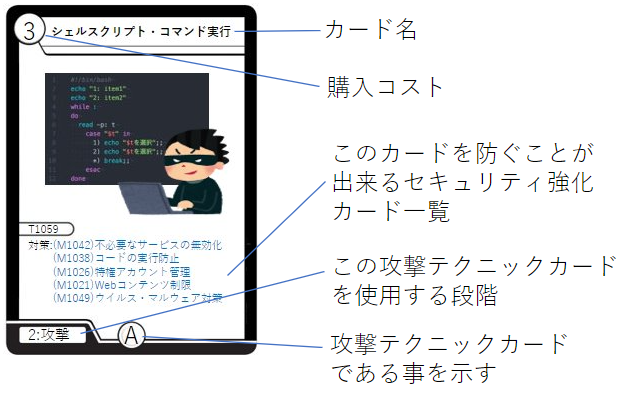 3
シェルスクリプト・コマンド実行
カード名
購入コスト
#!/bin/bash
echo "1: item1"
echo "2: item2"
while :
do
read -p: t
case "$t" in
1) echo "$tを選択";;
2) echo "$tを選択";;
*) break;;
esac
done
このカードを防ぐことが
出来るセキュリティ強化
カード一覧
T1059
対策:(M1042)不必要なサービスの無効化
(M1038)コードの実行防止
(M1026)特権アカウント管理
(M1021)Webコンテンツ制限
(M1049)ウイルス・マルウェア対策
この攻撃テクニックカード
を使用する段階
2:攻撃
A
攻撃テクニックカード
である事を示す